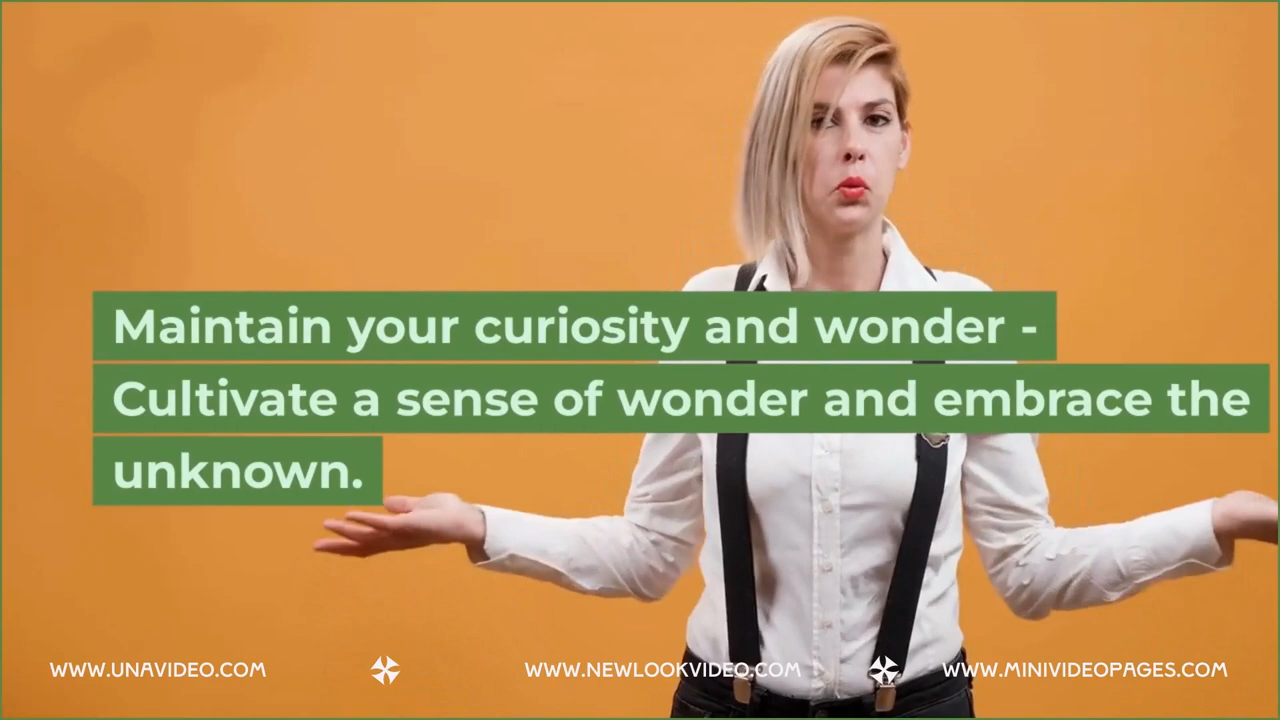 Maintain your curiosity and wonder -
Cultivate a sense of wonder and embrace the
unknown.
WWW.UNAVIDEO.COM WWW.NEWLOOKVIDEO.COM WWW.MINIVIDEOPAGES.COM